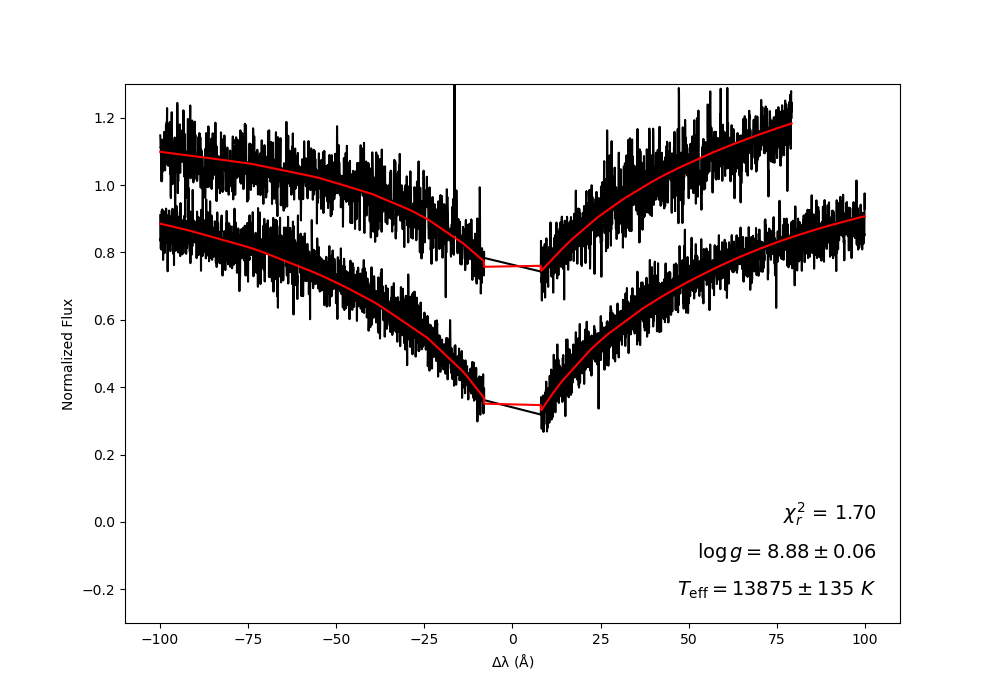 1.2
1.0
0.8
0.6
0.4
0.2
0.0
−0.2
Normalized Flux
χ²ᵣ = 1.70
log g = 8.88 ± 0.06
T_eff = 13875 ± 135 K
−100 −75 −50 −25 0 25 50 75 100
Δλ (Å)